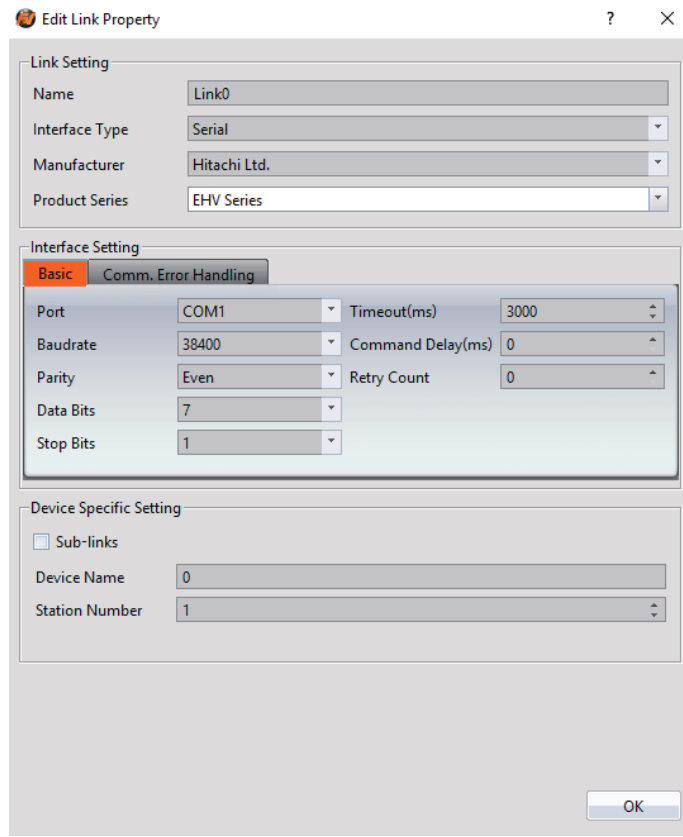 Edit Link Property ? ×
Link Setting
Name Link0
Interface Type Serial
Manufacturer Hitachi Ltd.
Product Series EHV Series
Interface Setting
Basic Comm. Error Handling
Port COM1 Timeout(ms) 3000
Baudrate 38400 Command Delay(ms) 0
Parity Even Retry Count 0
Data Bits 7
Stop Bits 1
Device Specific Setting
Sub-links
Device Name 0
Station Number 1
OK